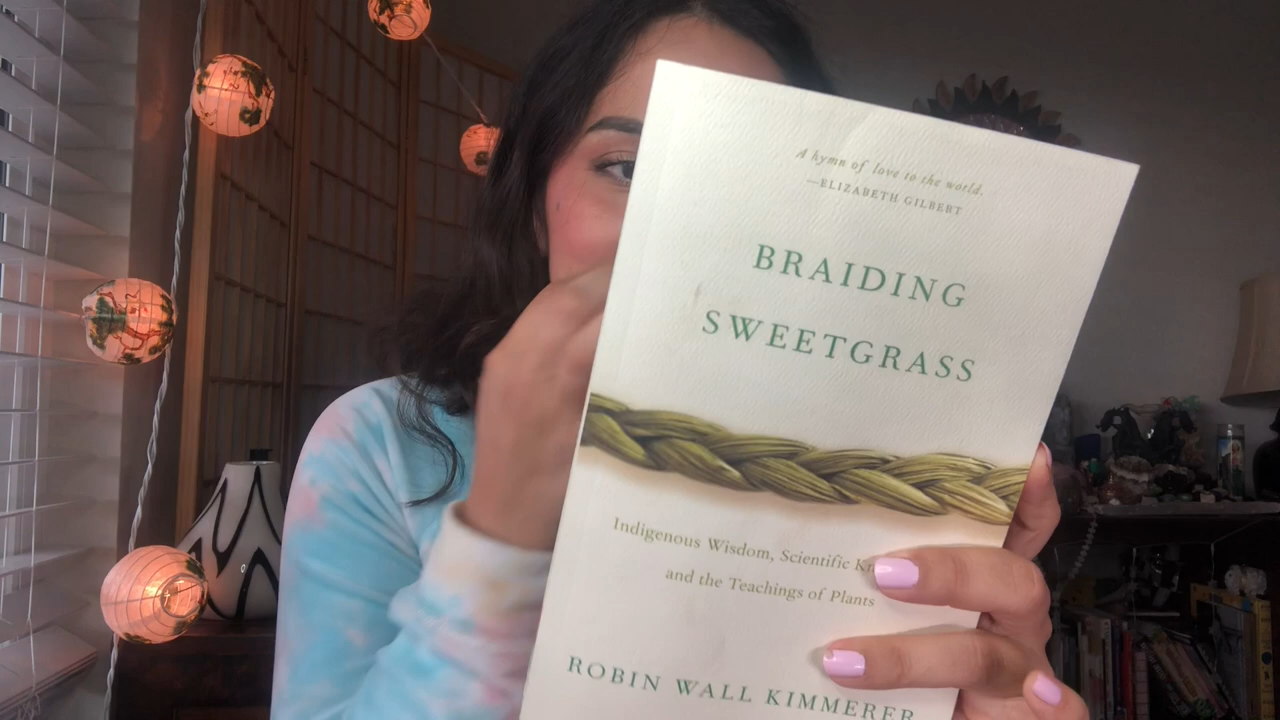 A hymn of love to the world.
—ELIZABETH GILBERT
BRAIDING
SWEETGRASS
Indigenous Wisdom, Scientific
and the Teachings of Plants
ROBIN WALL KIMMERER